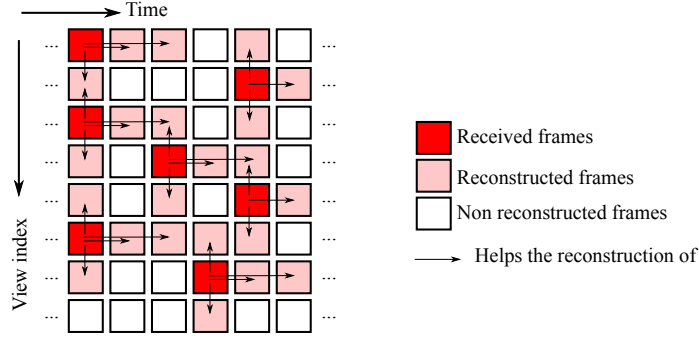 Time
... ...
... ...
... ...
... ...
... ...
... ...
... ...
... ...
View index
Received frames
Reconstructed frames
Non reconstructed frames
Helps the reconstruction of